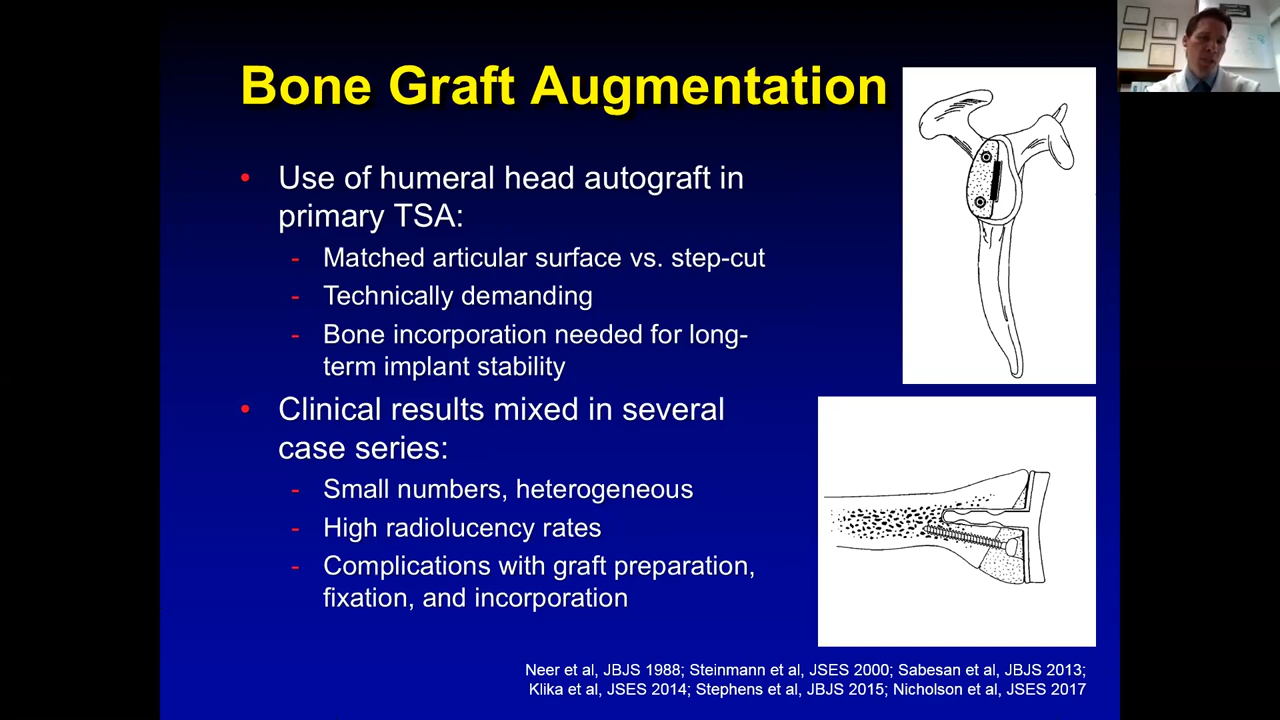 Bone Graft Augmentation
• Use of humeral head autograft in
primary TSA:
- Matched articular surface vs. step-cut
- Technically demanding
- Bone incorporation needed for long-
term implant stability
• Clinical results mixed in several
case series:
- Small numbers, heterogeneous
- High radiolucency rates
- Complications with graft preparation,
fixation, and incorporation
Neer et al, JBJS 1988; Steinmann et al, JSES 2000; Sabesan et al, JBJS 2013;
Klika et al, JSES 2014; Stephens et al, JBJS 2015; Nicholson et al, JSES 2017